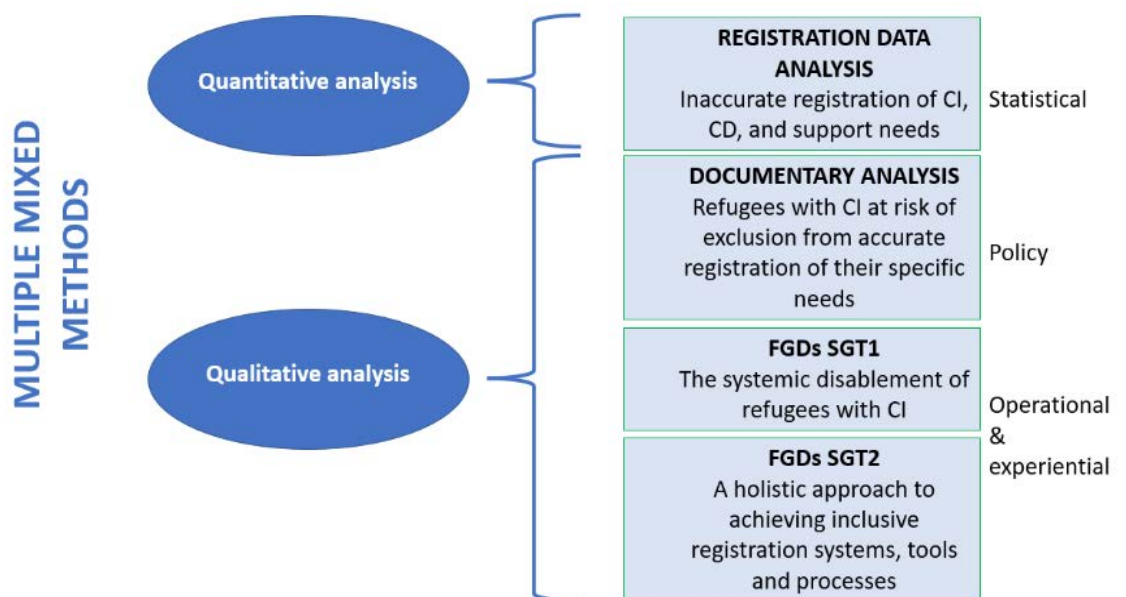 MULTIPLE MIXED
METHODS
Quantitative analysis
REGISTRATION DATA
ANALYSIS
Inaccurate registration of CI,
CD, and support needs
Statistical
DOCUMENTARY ANALYSIS
Refugees with CI at risk of
exclusion from accurate
registration of their specific
needs
Policy
Qualitative analysis
FGDs SGT1
The systemic disablement of
refugees with CI
FGDs SGT2
A holistic approach to
achieving inclusive
registration systems, tools
and processes
Operational
&
experiential